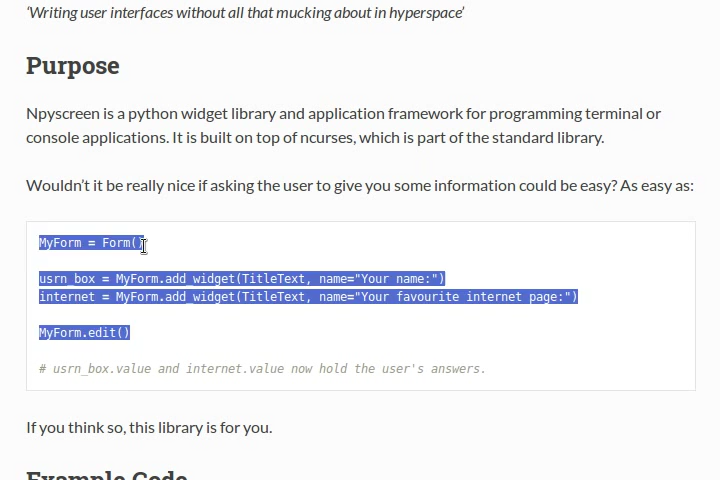 ‘Writing user interfaces without all that mucking about in hyperspace’
Purpose
Npyscreen is a python widget library and application framework for programming terminal or
console applications. It is built on top of ncurses, which is part of the standard library.
Wouldn’t it be really nice if asking the user to give you some information could be easy? As easy as:
MyForm = Form()
usrn_box = MyForm.add_widget(TitleText, name="Your name:")
internet = MyForm.add_widget(TitleText, name="Your favourite internet page:")
MyForm.edit()
# usrn_box.value and internet.value now hold the user's answers.
If you think so, this library is for you.
Example Code